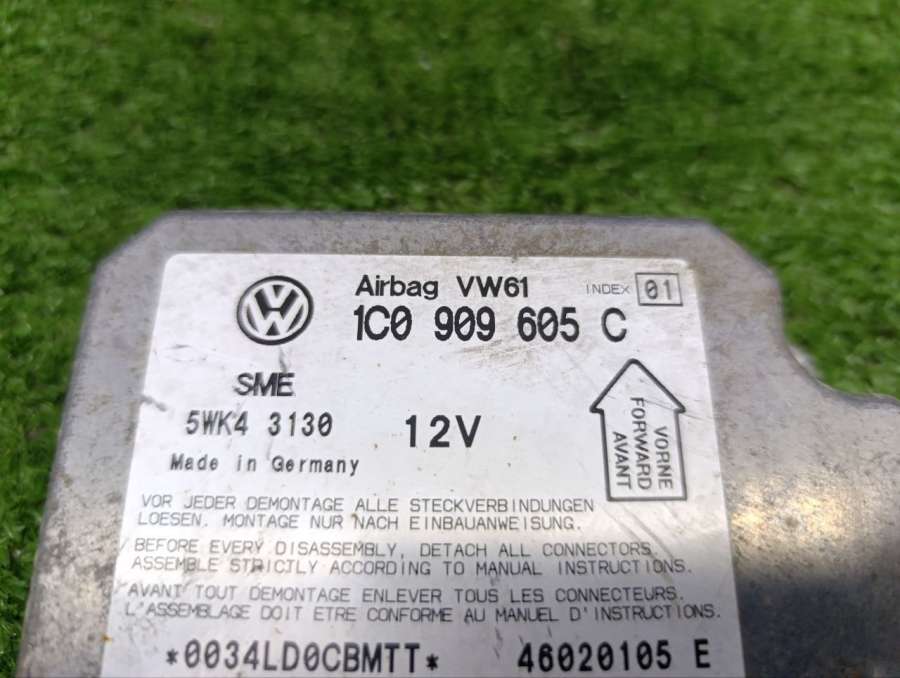 Airbag VW61 INDEX 01
1C0 909 605 C
SME
5WK4 3130 12V
Made in Germany
VORNE
FORWARD
AVANT
VOR JEDER DEMONTAGE ALLE STECKVERBINDUNGEN
LOESEN. MONTAGE NUR NACH EINBAUANWEISUNG.
BEFORE EVERY DISASSEMBLY, DETACH ALL CONNECTORS.
ASSEMBLE STRICTLY ACCORDING TO MANUAL INSTRUCTIONS.
AVANT TOUT DEMONTAGE ENLEVER TOUS LES CONNECTEURS.
L'ASSEMBLAGE DOIT ETRE CONFORME AU MANUEL D'INSTRUCTIONS.
*0034LD0CBMTT* 46020105 E